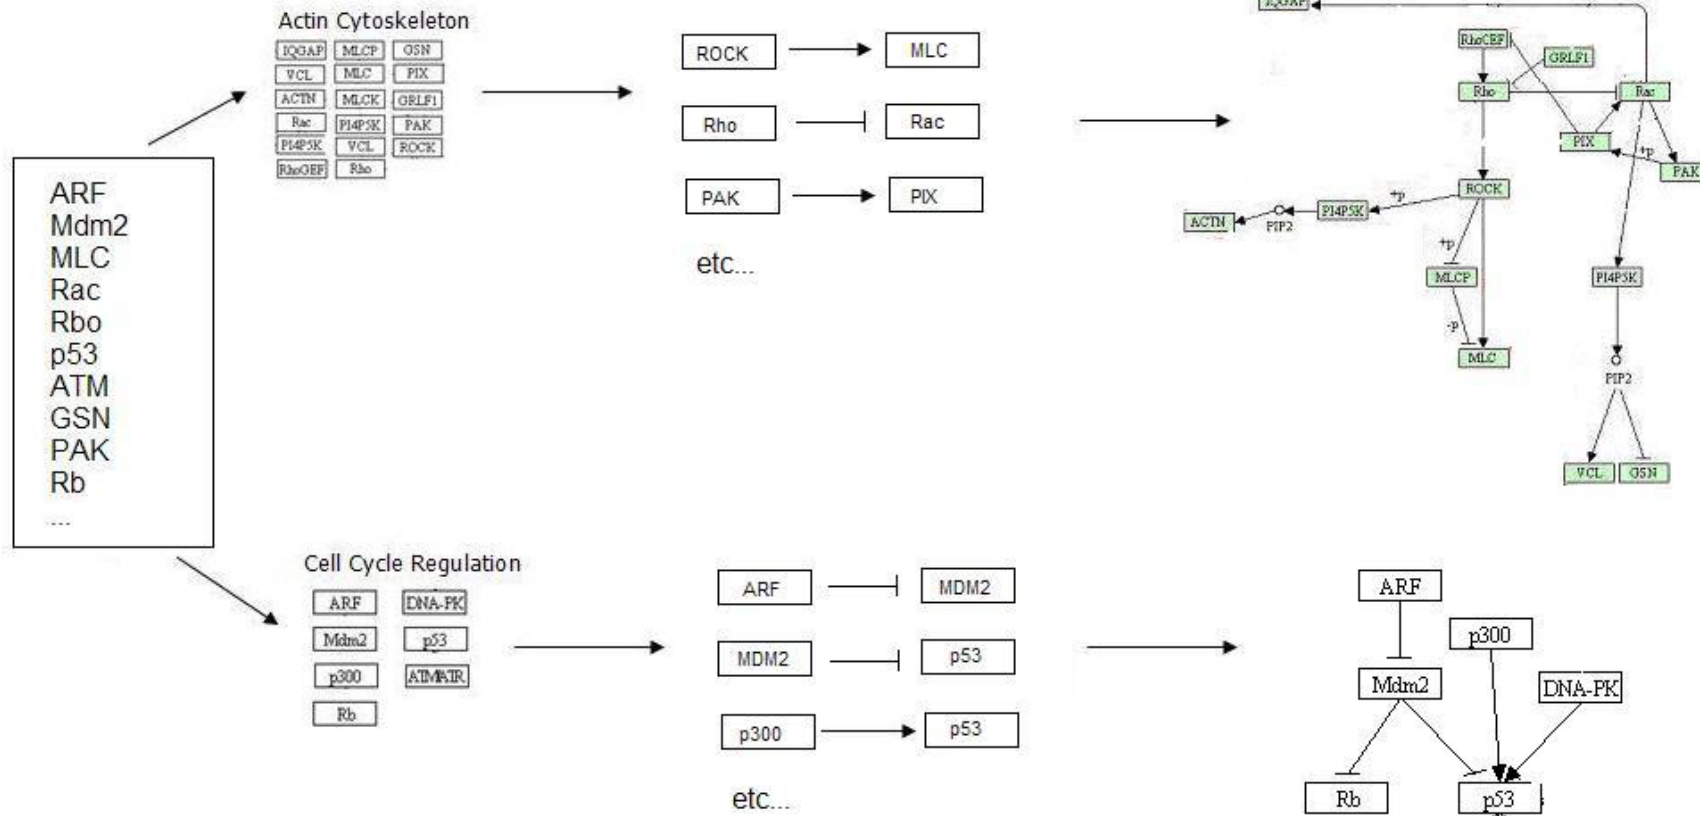 ARF
Mdm2
MLC
Rac
Rbo
p53
ATM
GSN
PAK
Rb
...
Actin Cytoskeleton
IQGAP MLCP GSN
VCL MLC PIX
ACTN MLCK GRLF1
Rac PI4P5K PAK
PI4P5K VCL ROCK
RhoGEF Rho
ROCK MLC
Rho Rac
PAK PIX
etc...
IQGAP
RhoGEF
GRLF1
Rho Rac
PIX +p
PAK
ROCK
+p
ACTN PIP2 PI4P5K
+p
MLCP PI4P5K
-p
MLC
PIP2
VCL GSN
Cell Cycle Regulation
ARF DNA-PK
Mdm2 p53
p300 ATMATR
Rb
ARF MDM2
MDM2 p53
p300 p53
etc...
ARF
p300
Mdm2 DNA-PK
Rb p53